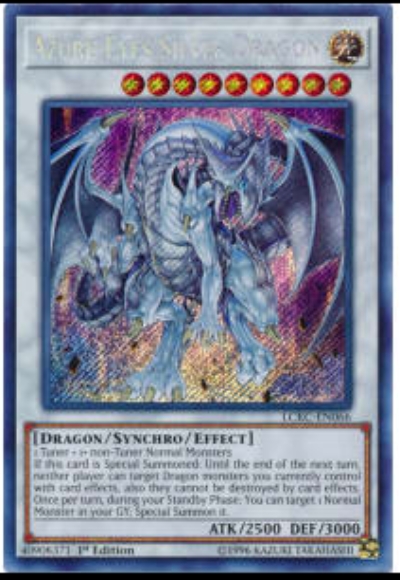 Azure-Eyes Silver Dragon
LCKC-EN066
[DRAGON/SYNCHRO/EFFECT]
1 Tuner + 1+ non-Tuner Normal Monsters
If this card is Special Summoned: Until the end of the next turn,
neither player can target Dragon monsters you currently control
with card effects, also they cannot be destroyed by card effects.
Once per turn, during your Standby Phase: You can target 1 Normal
Monster in your GY; Special Summon it.
ATK/2500 DEF/3000
1st Edition
©1996 KAZUKI TAKAHASHI